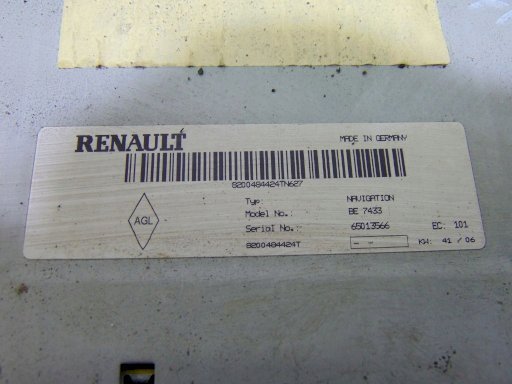 RENAULT MADE IN GERMANY
8200484424TN627
Typ: NAVIGATION
Model No.: BE 7433
AGL
Serial No.: 65013566 EC: 101
8200484424T -- KW: 41 / 06